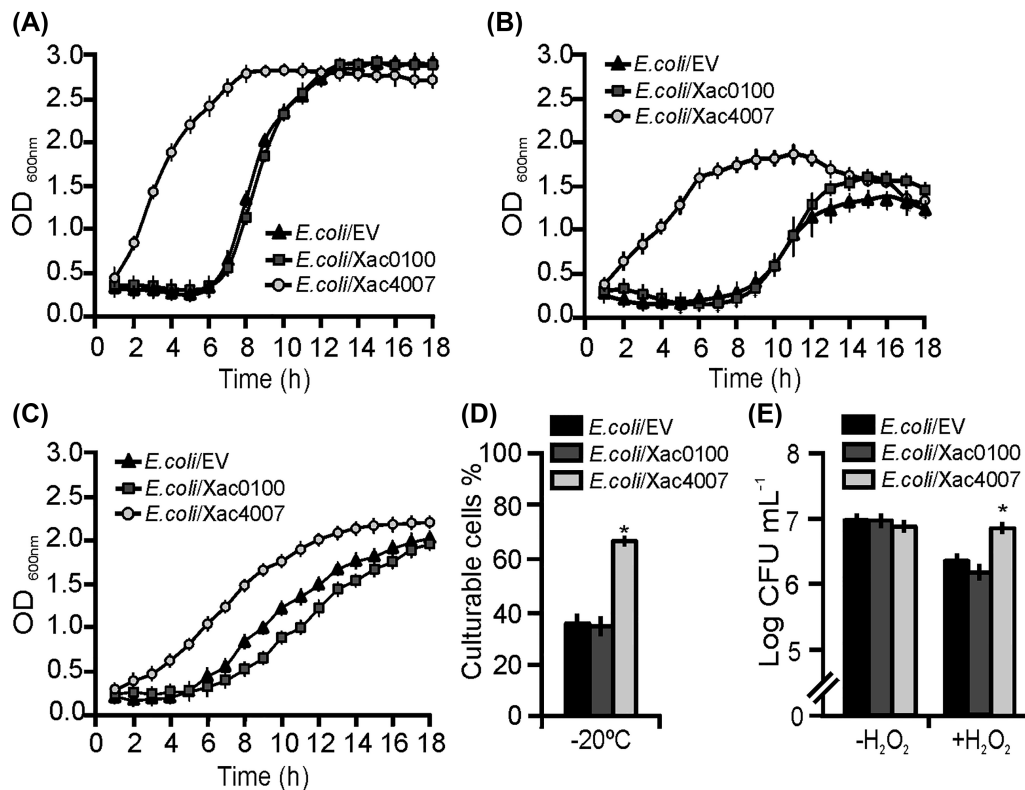 (A)
3.0
2.5
2.0
1.5
1.0
0.5
0.0
OD 600nm
0 2 4 6 8 10 12 14 16 18
Time (h)
E.coli/EV
E.coli/Xac0100
E.coli/Xac4007
(B)
3.0
2.5
2.0
1.5
1.0
0.5
0.0
OD 600nm
0 2 4 6 8 10 12 14 16 18
Time (h)
E.coli/EV
E.coli/Xac0100
E.coli/Xac4007
(C)
3.0
2.5
2.0
1.5
1.0
0.5
0.0
OD 600nm
0 2 4 6 8 10 12 14 16 18
Time (h)
E.coli/EV
E.coli/Xac0100
E.coli/Xac4007
(D)
E.coli/EV
E.coli/Xac0100
E.coli/Xac4007
100
80
60
40
20
0
Culturable cells %
*
-20ºC
(E)
E.coli/EV
E.coli/Xac0100
E.coli/Xac4007
8
7
6
5
0
Log CFU mL⁻¹
*
-H₂O₂ +H₂O₂